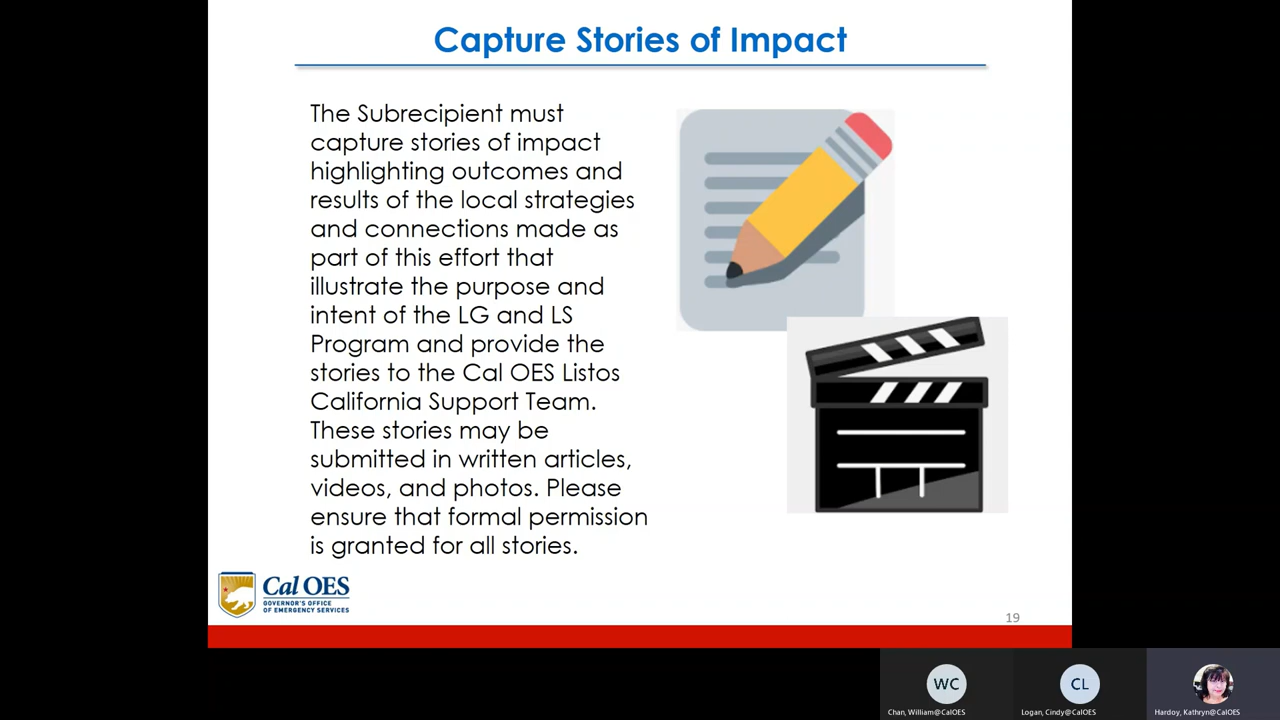 Capture Stories of Impact
The Subrecipient must
capture stories of impact
highlighting outcomes and
results of the local strategies
and connections made as
part of this effort that
illustrate the purpose and
intent of the LG and LS
Program and provide the
stories to the Cal OES Listos
California Support Team.
These stories may be
submitted in written articles,
videos, and photos. Please
ensure that formal permission
is granted for all stories.
Cal OES
GOVERNOR'S OFFICE
OF EMERGENCY SERVICES
19
WC
CL
Chan, William@CalOES
Logan, Cindy@CalOES
Hardoy, Kathryn@CalOES